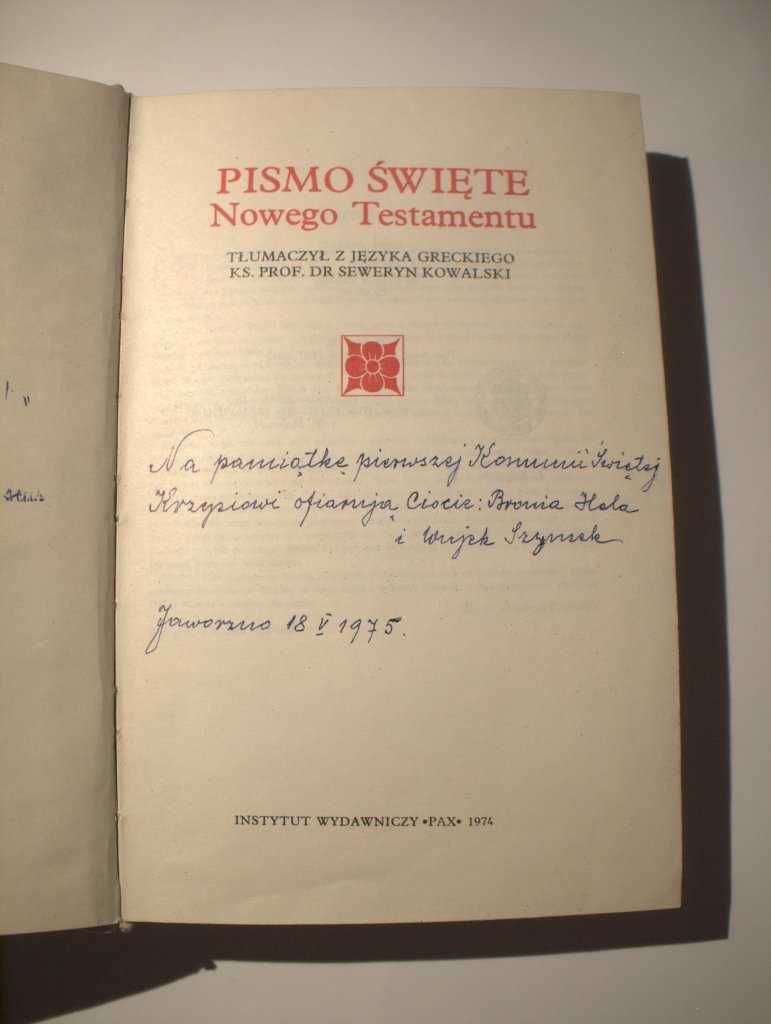 PISMO ŚWIĘTE
Nowego Testamentu
TŁUMACZYŁ Z JĘZYKA GRECKIEGO
KS. PROF. DR SEWERYN KOWALSKI
Na pamiątkę pierwszej Komunii Świętej
Krzysiowi ofiarują Ciocie: Bronia Hela
i Wujek Szymek
Jaworzno 18 V 1975.
INSTYTUT WYDAWNICZY •PAX• 1974